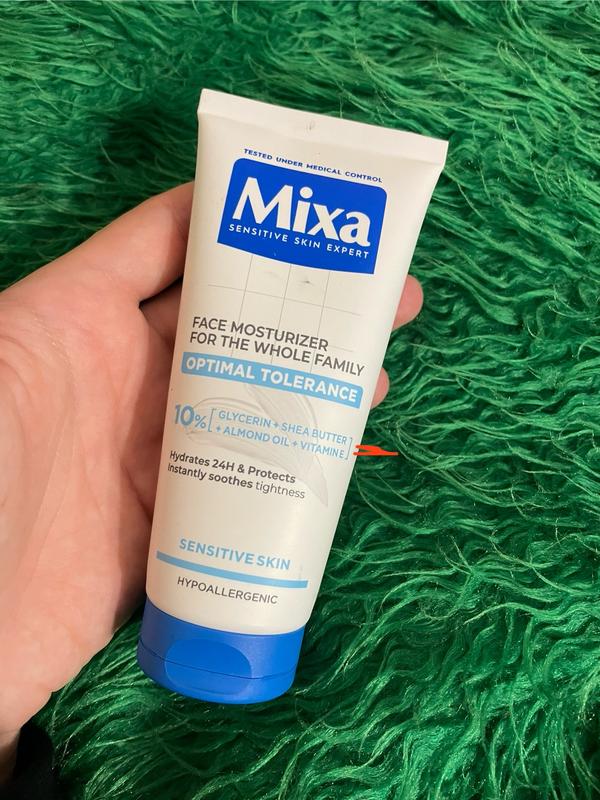 TESTED UNDER MEDICAL CONTROL
Mixa
SENSITIVE SKIN EXPERT
FACE MOSTURIZER
FOR THE WHOLE FAMILY
OPTIMAL TOLERANCE
10% [GLYCERIN + SHEA BUTTER
+ ALMOND OIL + VITAMIN E]
Hydrates 24H & Protects
Instantly soothes tightness
SENSITIVE SKIN
HYPOALLERGENIC